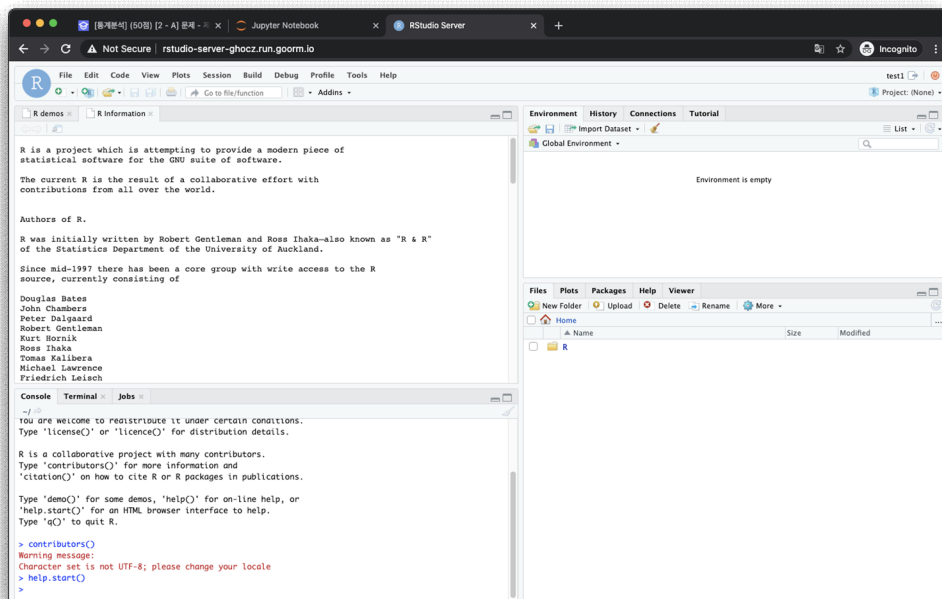 [통계분석] (50점) [2 - A] 문제 - 
Jupyter Notebook
RStudio Server
Not Secure | rstudio-server-ghocz.run.goorm.io
Incognito
File Edit Code View Plots Session Build Debug Profile Tools Help
test1
Go to file/function
Addins
Project: (None)
R demos
R Information
R is a project which is attempting to provide a modern piece of
statistical software for the GNU suite of software.
The current R is the result of a collaborative effort with
contributions from all over the world.
Authors of R.
R was initially written by Robert Gentleman and Ross Ihaka—also known as "R & R"
of the Statistics Department of the University of Auckland.
Since mid-1997 there has been a core group with write access to the R
source, currently consisting of
Douglas Bates
John Chambers
Peter Dalgaard
Robert Gentleman
Kurt Hornik
Ross Ihaka
Tomas Kalibera
Michael Lawrence
Friedrich Leisch
Console Terminal Jobs
~/
You are welcome to redistribute it under certain conditions.
Type 'license()' or 'licence()' for distribution details.
R is a collaborative project with many contributors.
Type 'contributors()' for more information and
'citation()' on how to cite R or R packages in publications.
Type 'demo()' for some demos, 'help()' for on-line help, or
'help.start()' for an HTML browser interface to help.
Type 'q()' to quit R.
> contributors()
Warning message:
Character set is not UTF-8; please change your locale
> help.start()
>
Environment History Connections Tutorial
Import Dataset
List
Global Environment
Environment is empty
Files Plots Packages Help Viewer
New Folder Upload Delete Rename More
Home
Name Size Modified
R